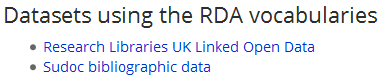 Datasets using the RDA vocabularies
Research Libraries UK Linked Open Data
Sudoc bibliographic data